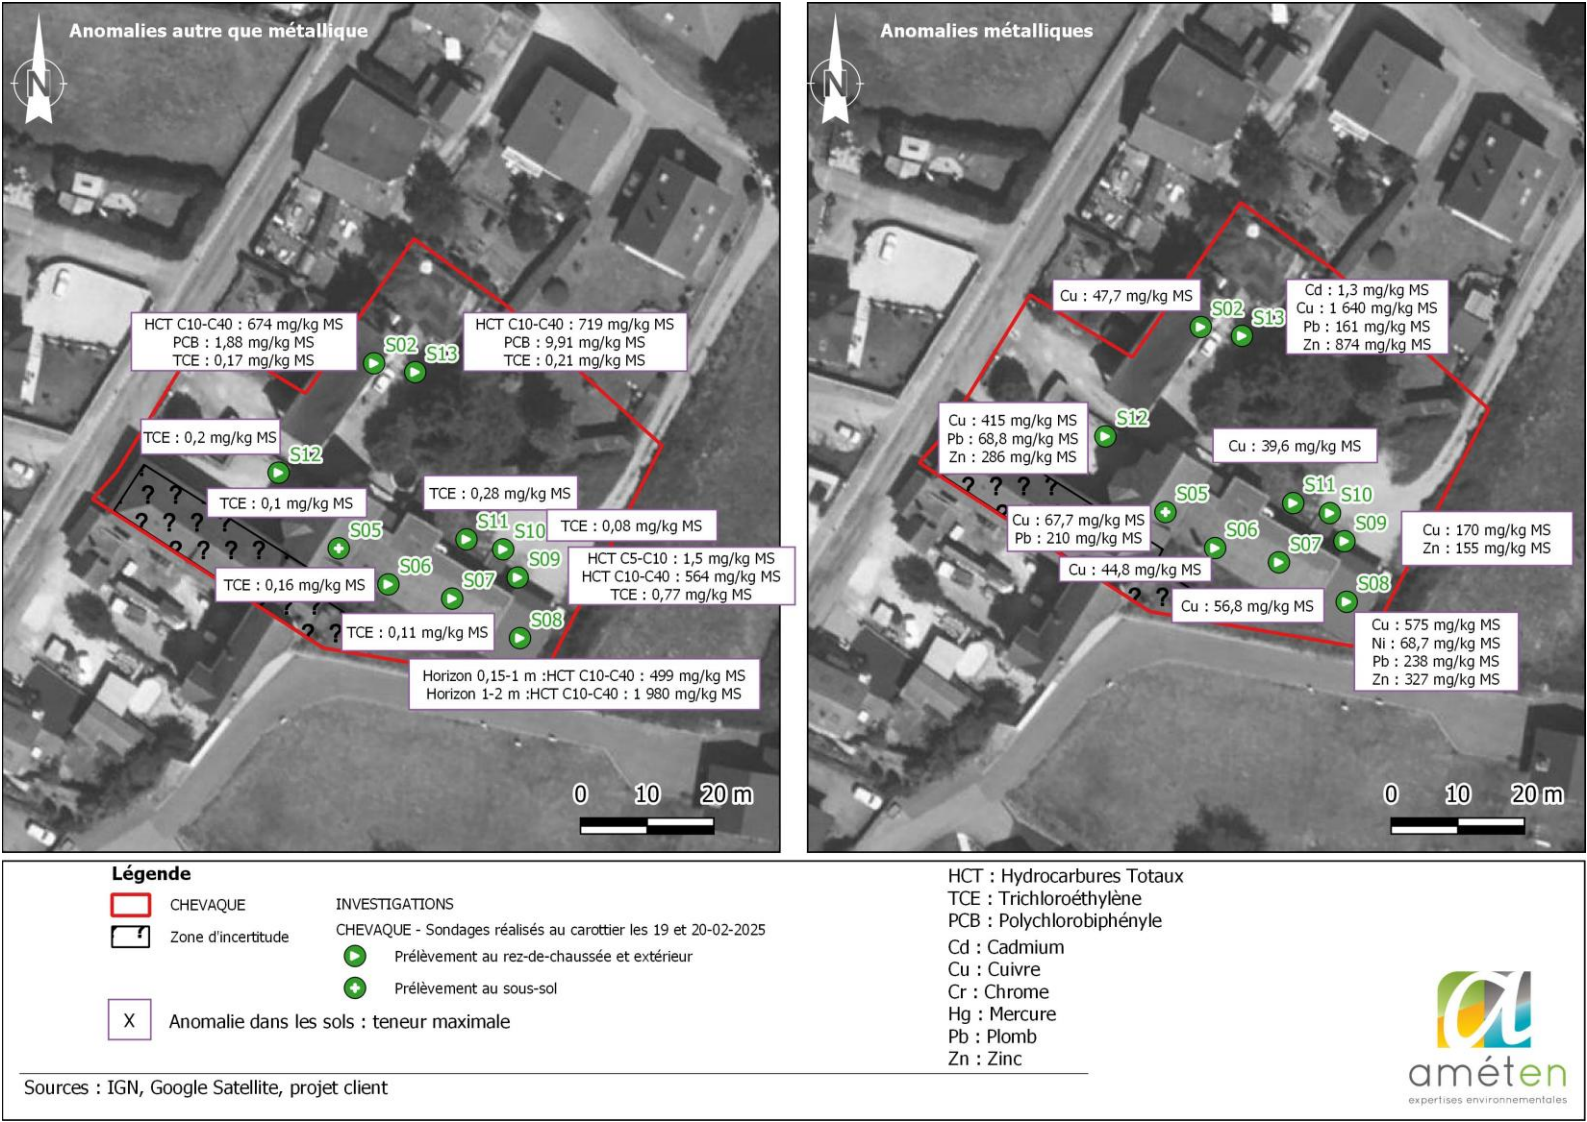 Anomalies autre que métallique
N
HCT C10-C40 : 674 mg/kg MS
PCB : 1,88 mg/kg MS
TCE : 0,17 mg/kg MS
HCT C10-C40 : 719 mg/kg MS
PCB : 9,91 mg/kg MS
TCE : 0,21 mg/kg MS
S02
S13
TCE : 0,2 mg/kg MS
S12
TCE : 0,1 mg/kg MS
TCE : 0,28 mg/kg MS
? ?
? ? ?
? ? ?
S05
S11
S10
TCE : 0,08 mg/kg MS
S09
HCT C5-C10 : 1,5 mg/kg MS
HCT C10-C40 : 564 mg/kg MS
TCE : 0,77 mg/kg MS
S06
S07
TCE : 0,16 mg/kg MS
? ?
? ?
S08
TCE : 0,11 mg/kg MS
Horizon 0,15-1 m :HCT C10-C40 : 499 mg/kg MS
Horizon 1-2 m :HCT C10-C40 : 1 980 mg/kg MS
0 10 20 m
Anomalies métalliques
N
Cu : 47,7 mg/kg MS
Cd : 1,3 mg/kg MS
Cu : 1 640 mg/kg MS
Pb : 161 mg/kg MS
Zn : 874 mg/kg MS
S02
S13
Cu : 415 mg/kg MS
Pb : 68,8 mg/kg MS
Zn : 286 mg/kg MS
S12
Cu : 39,6 mg/kg MS
? ? ?
S05
S11
S10
Cu : 67,7 mg/kg MS
Pb : 210 mg/kg MS
S06
S09
Cu : 170 mg/kg MS
Zn : 155 mg/kg MS
S07
Cu : 44,8 mg/kg MS
S08
? ?
Cu : 56,8 mg/kg MS
Cu : 575 mg/kg MS
Ni : 68,7 mg/kg MS
Pb : 238 mg/kg MS
Zn : 327 mg/kg MS
0 10 20 m
Légende
CHEVAQUE
? ? Zone d'incertitude
INVESTIGATIONS
CHEVAQUE - Sondages réalisés au carottier les 19 et 20-02-2025
Prélèvement au rez-de-chaussée et extérieur
Prélèvement au sous-sol
X Anomalie dans les sols : teneur maximale
HCT : Hydrocarbures Totaux
TCE : Trichloroéthylène
PCB : Polychlorobiphényle
Cd : Cadmium
Cu : Cuivre
Cr : Chrome
Hg : Mercure
Pb : Plomb
Zn : Zinc
Sources : IGN, Google Satellite, projet client
a
améten
expertises environnementales